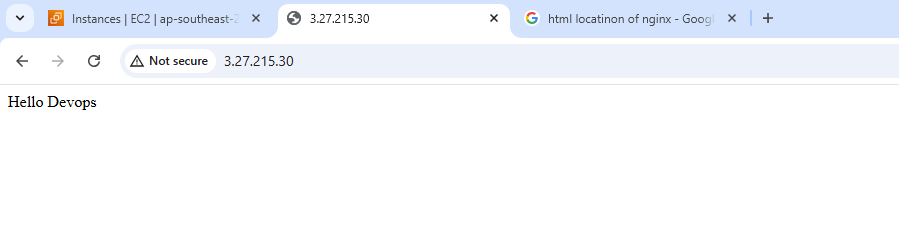 Instances | EC2 | ap-southeast-2
3.27.215.30
html locatinon of nginx - Googl
Not secure
3.27.215.30
Hello Devops